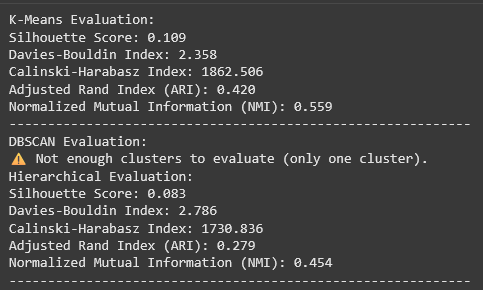 K-Means Evaluation:
Silhouette Score: 0.109
Davies-Bouldin Index: 2.358
Calinski-Harabasz Index: 1862.506
Adjusted Rand Index (ARI): 0.420
Normalized Mutual Information (NMI): 0.559
------------------------------------------------------------
DBSCAN Evaluation:
⚠️ Not enough clusters to evaluate (only one cluster).
Hierarchical Evaluation:
Silhouette Score: 0.083
Davies-Bouldin Index: 2.786
Calinski-Harabasz Index: 1730.836
Adjusted Rand Index (ARI): 0.279
Normalized Mutual Information (NMI): 0.454
------------------------------------------------------------